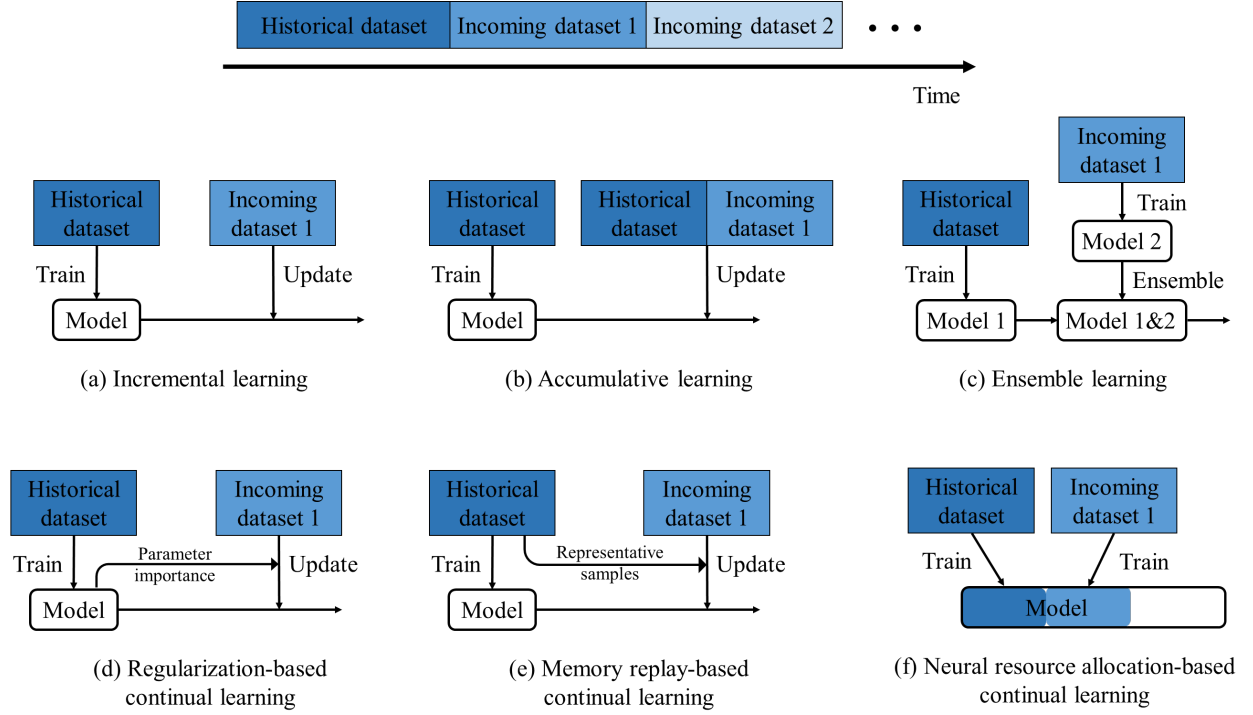 Historical dataset
Incoming dataset 1
Incoming dataset 2
• • •
Time
Historical
dataset
Incoming
dataset 1
Train
Update
Model
(a) Incremental learning
Historical
dataset
Historical
dataset
Incoming
dataset 1
Train
Update
Model
(b) Accumulative learning
Incoming
dataset 1
Historical
dataset
Train
Model 2
Train
Ensemble
Model 1
Model 1&2
(c) Ensemble learning
Historical
dataset
Incoming
dataset 1
Train
Parameter
importance
Update
Model
(d) Regularization-based
continual learning
Historical
dataset
Incoming
dataset 1
Train
Representative
samples
Update
Model
(e) Memory replay-based
continual learning
Historical
dataset
Incoming
dataset 1
Train
Train
Model
(f) Neural resource allocation-based
continual learning